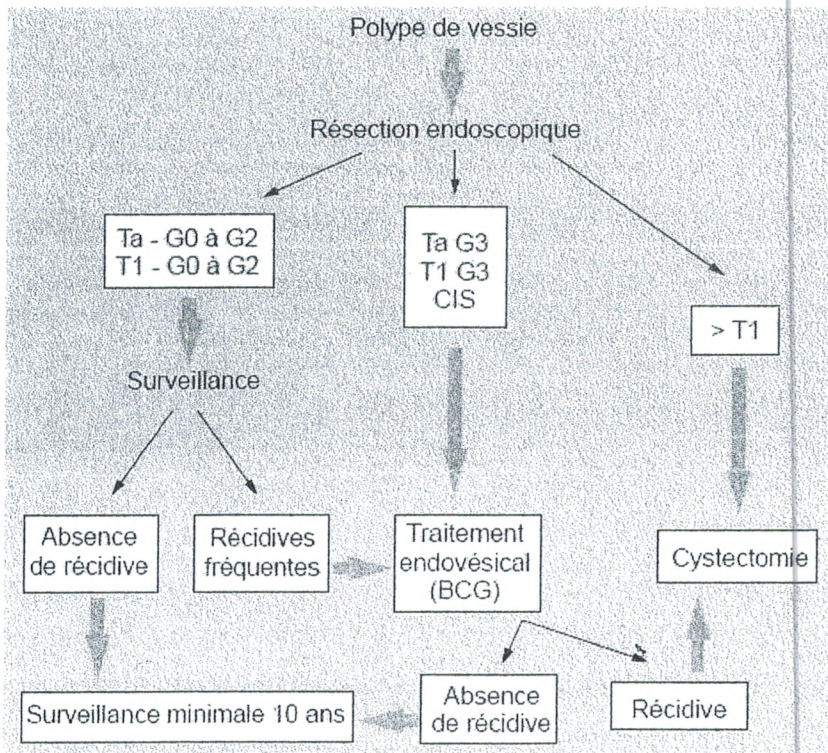 Polype de vessie
Résection endoscopique
Ta - G0 à G2
T1 - G0 à G2
Ta G3
T1 G3
CIS
> T1
Surveillance
Absence
de récidive
Récidives
fréquentes
Traitement
endovésical
(BCG)
Cystectomie
Surveillance minimale 10 ans
Absence
de récidive
Récidive